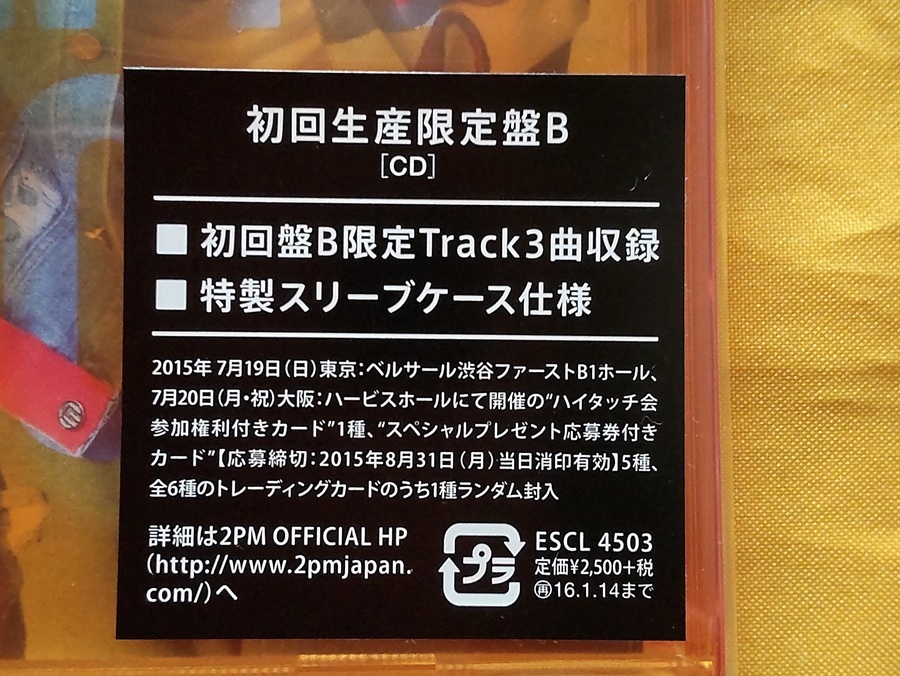 初回生産限定盤B
[CD]
■ 初回盤B限定Track3曲収録
■ 特製スリーブケース仕様
2015年 7月19日(日)東京:ベルサール渋谷ファーストB1ホール、
7月20日(月・祝)大阪:ハービスホールにて開催の“ハイタッチ会
参加権利付きカード”1種、“スペシャルプレゼント応募券付き
カード”【応募締切:2015年8月31日(月)当日消印有効】5種、
全6種のトレーディングカードのうち1種ランダム封入
詳細は2PM OFFICIAL HP
(http://www.2pmjapan.
com/)へ
プラ
ESCL 4503
定価¥2,500+税
㋞16.1.14まで